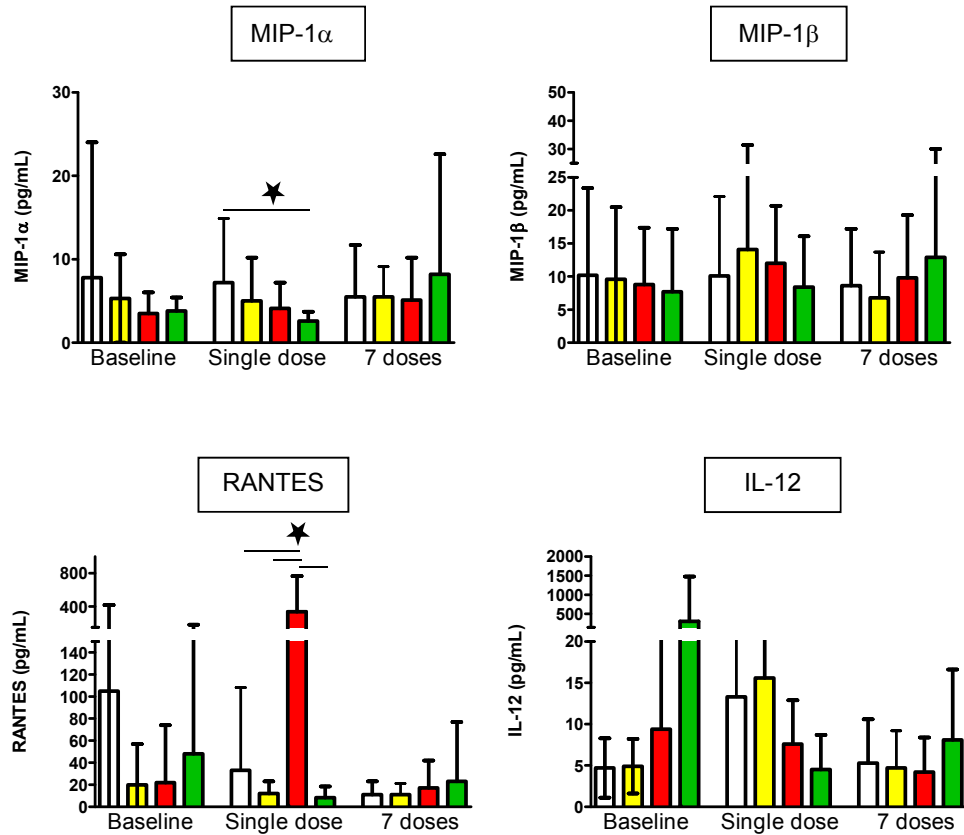 MIP-1α
MIP-1β
MIP-1α (pg/mL)
30
20
10
0
Baseline Single dose 7 doses
MIP-1β (pg/mL)
50
40
30
25
20
15
10
5
0
Baseline Single dose 7 doses
RANTES
IL-12
RANTES (pg/mL)
800
400
140
120
100
80
60
40
20
0
Baseline Single dose 7 doses
IL-12 (pg/mL)
2000
1500
1000
500
20
15
10
5
0
Baseline Single dose 7 doses